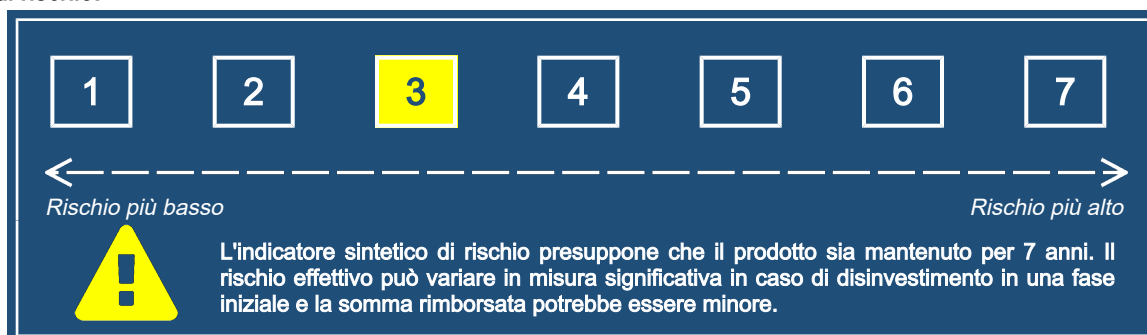 1 2 3 4 5 6 7
Rischio più basso Rischio più alto
L'indicatore sintetico di rischio presuppone che il prodotto sia mantenuto per 7 anni. Il
rischio effettivo può variare in misura significativa in caso di disinvestimento in una fase
iniziale e la somma rimborsata potrebbe essere minore.